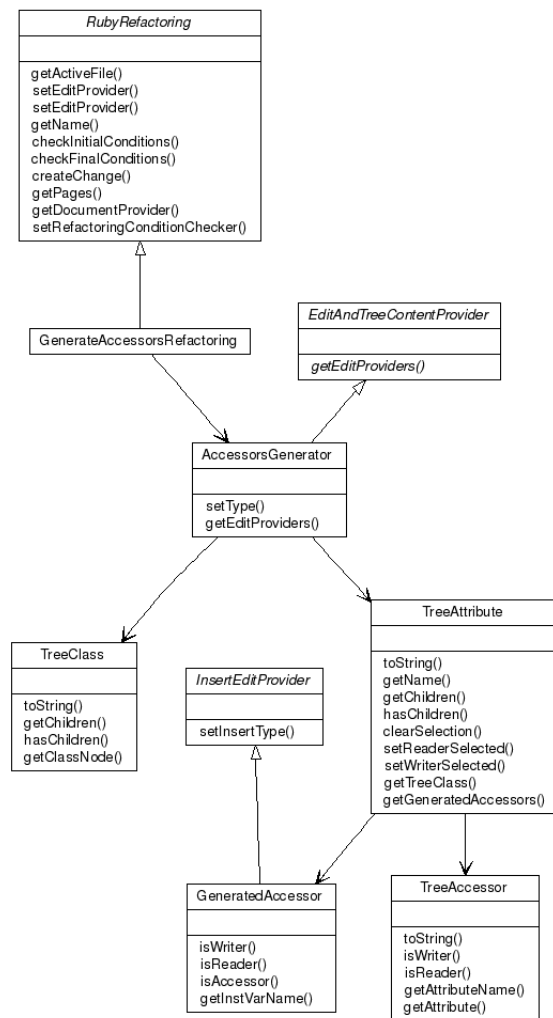 RubyRefactoring
getActiveFile()
setEditProvider()
setEditProvider()
getName()
checkInitialConditions()
checkFinalConditions()
createChange()
getPages()
getDocumentProvider()
setRefactoringConditionChecker()
GenerateAccessorsRefactoring
EditAndTreeContentProvider
getEditProviders()
AccessorsGenerator
setType()
getEditProviders()
TreeClass
toString()
getChildren()
hasChildren()
getClassNode()
InsertEditProvider
setInsertType()
TreeAttribute
toString()
getName()
getChildren()
hasChildren()
clearSelection()
setReaderSelected()
setWriterSelected()
getTreeClass()
getGeneratedAccessors()
GeneratedAccessor
isWriter()
isReader()
isAccessor()
getInstVarName()
TreeAccessor
toString()
isWriter()
isReader()
getAttributeName()
getAttribute()